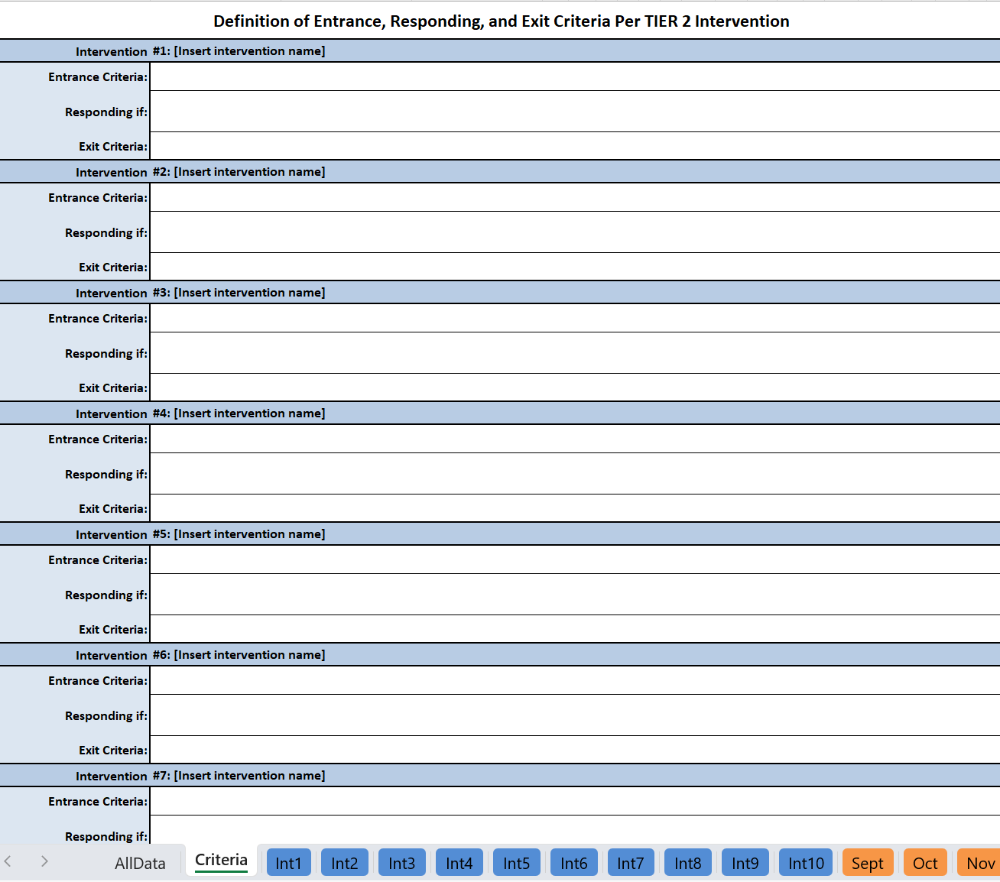 Definition of Entrance, Responding, and Exit Criteria Per TIER 2 Intervention
Intervention #1: [Insert intervention name]
Entrance Criteria:
Responding if:
Exit Criteria:
Intervention #2: [Insert intervention name]
Entrance Criteria:
Responding if:
Exit Criteria:
Intervention #3: [Insert intervention name]
Entrance Criteria:
Responding if:
Exit Criteria:
Intervention #4: [Insert intervention name]
Entrance Criteria:
Responding if:
Exit Criteria:
Intervention #5: [Insert intervention name]
Entrance Criteria:
Responding if:
Exit Criteria:
Intervention #6: [Insert intervention name]
Entrance Criteria:
Responding if:
Exit Criteria:
Intervention #7: [Insert intervention name]
Entrance Criteria:
Responding if:
AllData Criteria Int1 Int2 Int3 Int4 Int5 Int6 Int7 Int8 Int9 Int10 Sept Oct Nov